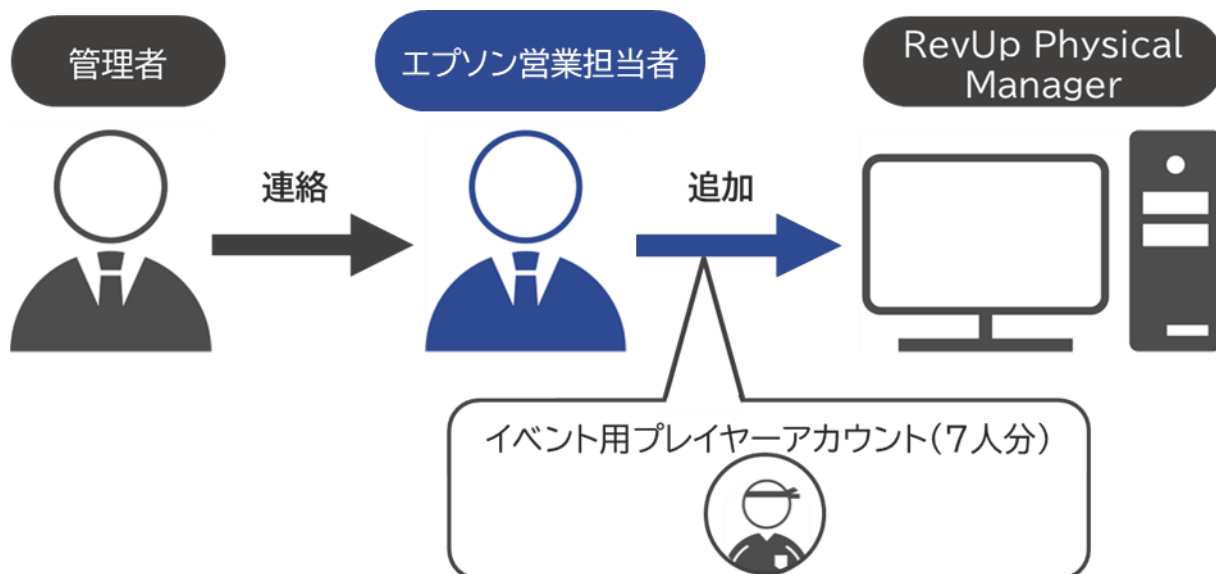 管理者
エプソン営業担当者
RevUp Physical
Manager
連絡
追加
イベント用プレイヤーアカウント(7人分)